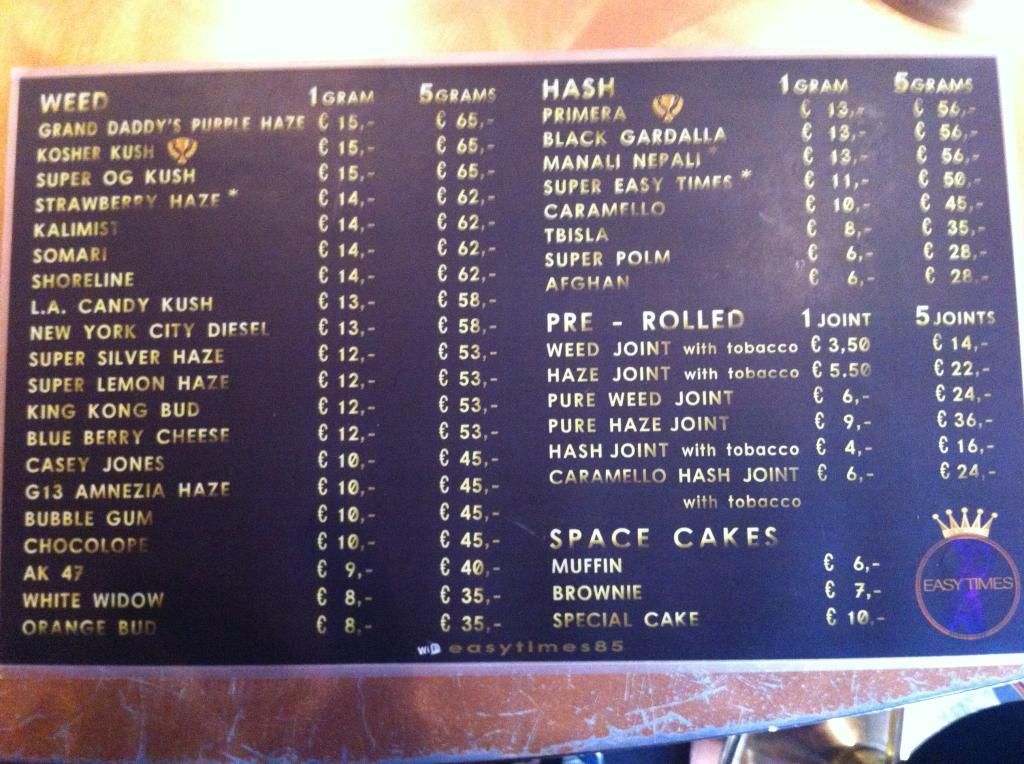 WEED 1 GRAM 5 GRAMS
GRAND DADDY'S PURPLE HAZE € 15,- € 65,-
KOSHER KUSH € 15,- € 65,-
SUPER OG KUSH € 15,- € 65,-
STRAWBERRY HAZE * € 14,- € 62,-
KALIMIST € 14,- € 62,-
SOMARI € 14,- € 62,-
SHORELINE € 14,- € 62,-
L.A. CANDY KUSH € 13,- € 58,-
NEW YORK CITY DIESEL € 13,- € 58,-
SUPER SILVER HAZE € 12,- € 53,-
SUPER LEMON HAZE € 12,- € 53,-
KING KONG BUD € 12,- € 53,-
BLUE BERRY CHEESE € 12,- € 53,-
CASEY JONES € 10,- € 45,-
G13 AMNEZIA HAZE € 10,- € 45,-
BUBBLE GUM € 10,- € 45,-
CHOCOLOPE € 10,- € 45,-
AK 47 € 9,- € 40,-
WHITE WIDOW € 8,- € 35,-
ORANGE BUD € 8,- € 35,-
HASH 1 GRAM 5 GRAMS
PRIMERA € 13,- € 56,-
BLACK GARDALLA € 13,- € 56,-
MANALI NEPALI € 13,- € 56,-
SUPER EASY TIMES * € 11,- € 50,-
CARAMELLO € 10,- € 45,-
TBISLA € 8,- € 35,-
SUPER POLM € 6,- € 28,-
AFGHAN € 6,- € 28,-
PRE - ROLLED 1 JOINT 5 JOINTS
WEED JOINT with tobacco € 3,50 € 14,-
HAZE JOINT with tobacco € 5.50 € 22,-
PURE WEED JOINT € 6,- € 24,-
PURE HAZE JOINT € 9,- € 36,-
HASH JOINT with tobacco € 4,- € 16,-
CARAMELLO HASH JOINT € 6,- € 24,-
with tobacco
SPACE CAKES
MUFFIN € 6,-
BROWNIE € 7,-
SPECIAL CAKE € 10,-
EASY TIMES
wifi easytimes85